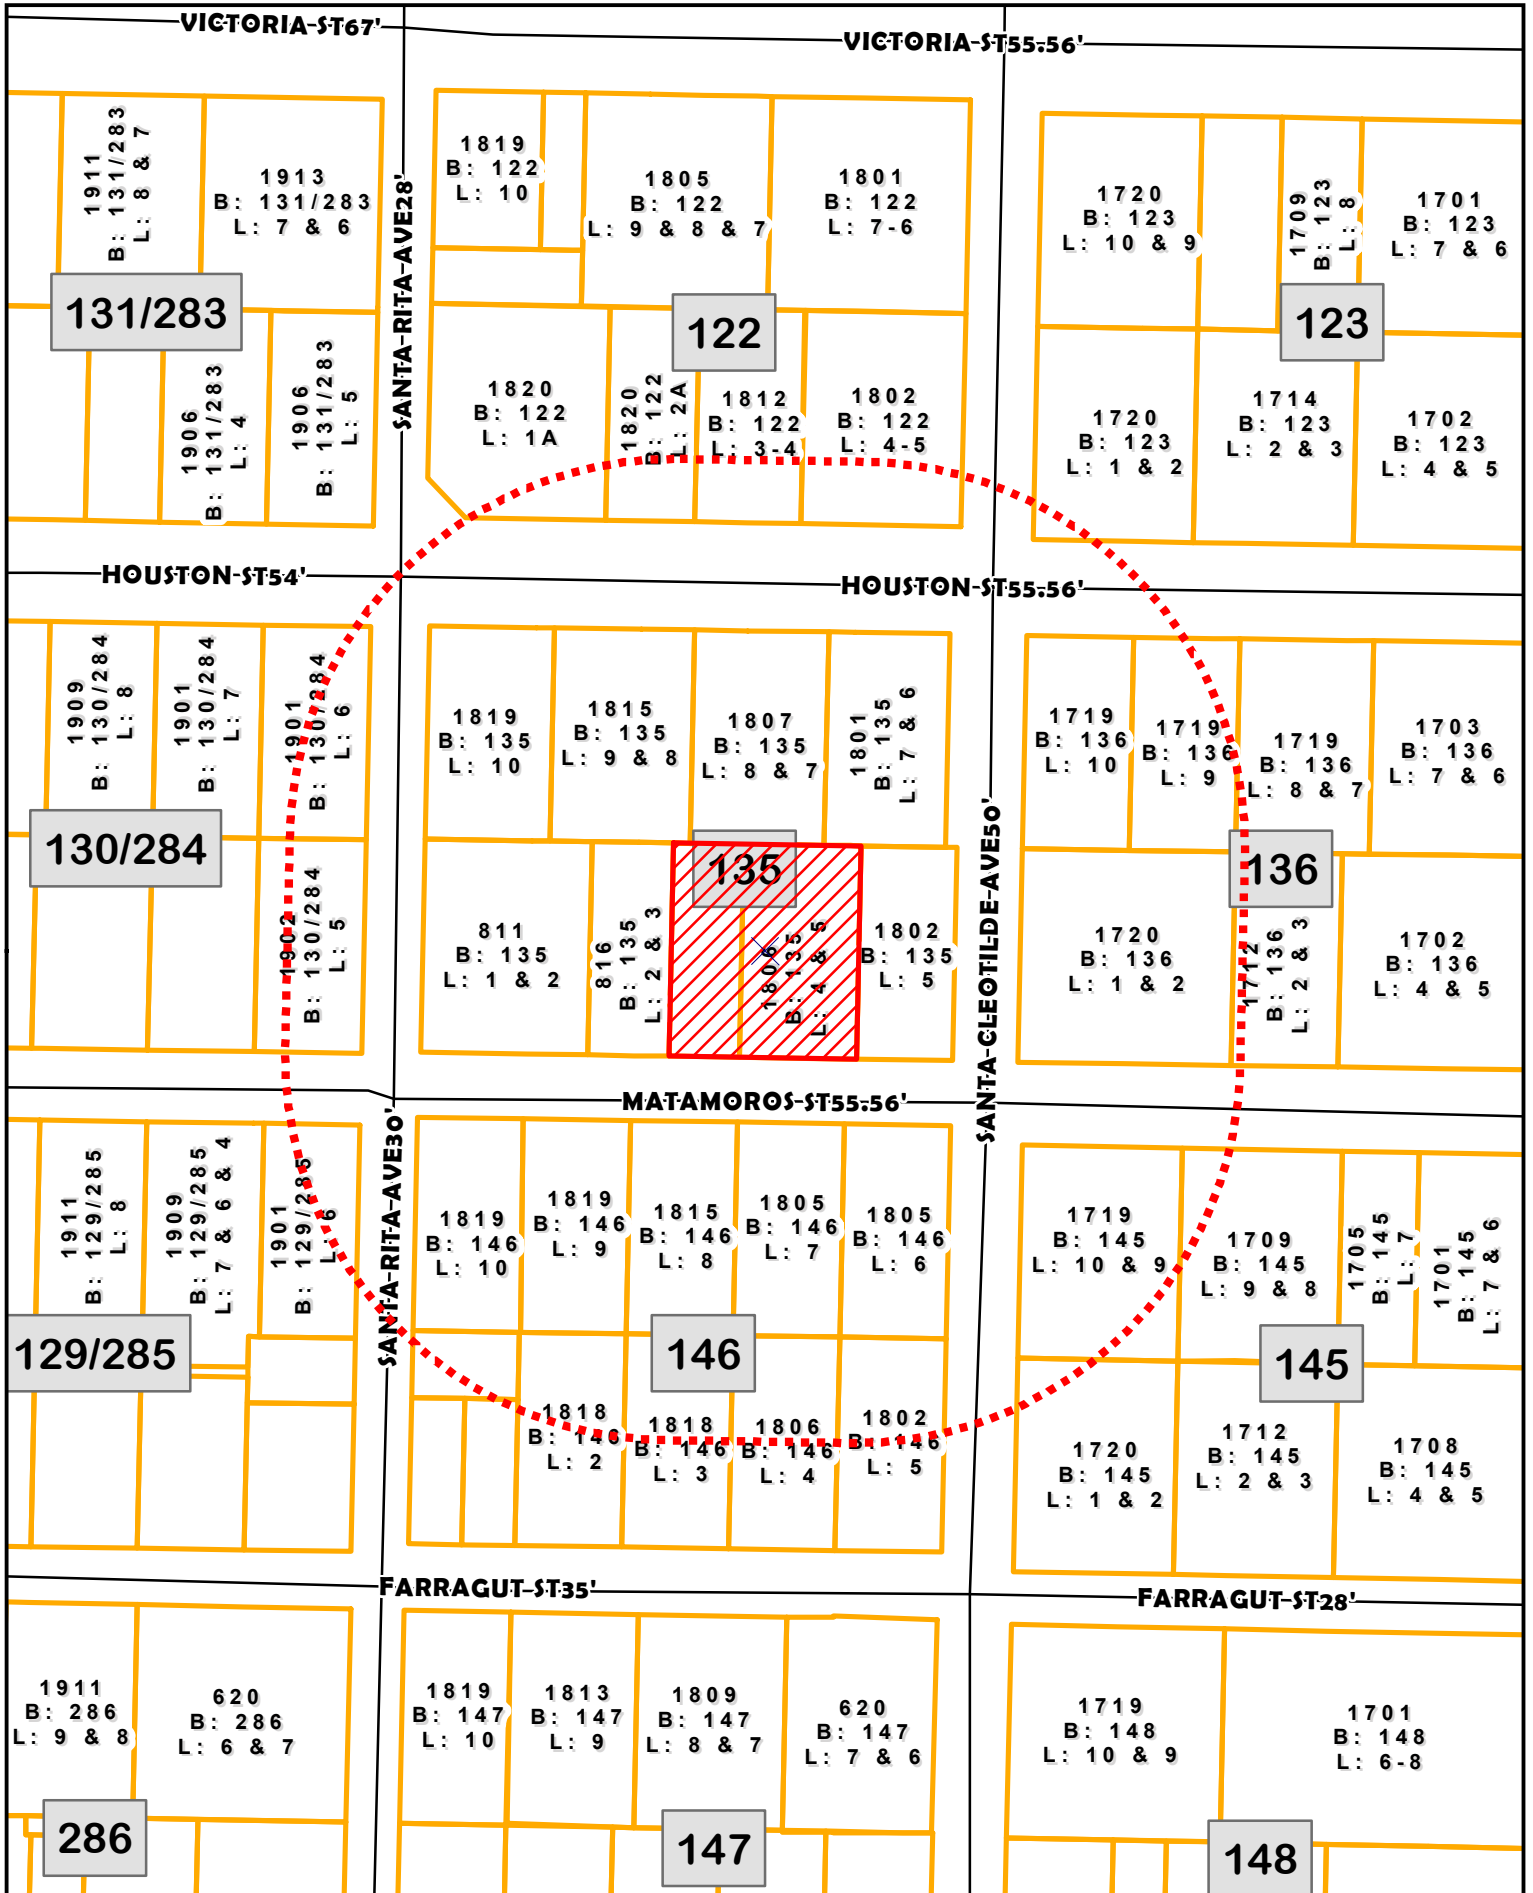 VICTORIA-ST67'
VICTORIA-ST55.56'
1911
B: 131/283
L: 8 & 7
1913
B: 131/283
L: 7 & 6
SANTA-RITA-AVE28'
1819
B: 122
L: 10
1805
B: 122
L: 9 & 8 & 7
1801
B: 122
L: 7-6
1720
B: 123
L: 10 & 9
1709
B: 123
L: 8
1701
B: 123
L: 7 & 6
131/283
122
123
1906
B: 131/283
L: 4
1906
B: 131/283
L: 5
1820
B: 122
L: 1A
1820
B: 122
L: 2A
1812
B: 122
L: 3-4
1802
B: 122
L: 4-5
1720
B: 123
L: 1 & 2
1714
B: 123
L: 2 & 3
1702
B: 123
L: 4 & 5
HOUSTON-ST54'
HOUSTON-ST55.56'
1909
B: 130/284
L: 8
1901
B: 130/284
L: 7
1901
B: 130/284
L: 6
1819
B: 135
L: 10
1815
B: 135
L: 9 & 8
1807
B: 135
L: 8 & 7
1801
B: 135
L: 7 & 6
1719
B: 136
L: 10
1719
B: 136
L: 9
1719
B: 136
L: 8 & 7
1703
B: 136
L: 7 & 6
130/284
135
136
1902
B: 130/284
L: 5
811
B: 135
L: 1 & 2
816
B: 135
L: 2 & 3
1806
B: 135
L: 4 & 5
1802
B: 135
L: 5
SANTA-CLEOTILDE-AVE50'
1720
B: 136
L: 1 & 2
1712
B: 136
L: 2 & 3
1702
B: 136
L: 4 & 5
MATAMOROS-ST55.56'
1911
B: 129/285
L: 8
1909
B: 129/285
L: 7 & 6 & 4
1901
B: 129/285
L: 6
SANTA-RITA-AVE30'
1819
B: 146
L: 10
1819
B: 146
L: 9
1815
B: 146
L: 8
1805
B: 146
L: 7
1805
B: 146
L: 6
1719
B: 145
L: 10 & 9
1709
B: 145
L: 9 & 8
1705
B: 145
L: 7
1701
B: 145
L: 7 & 6
129/285
146
145
1818
B: 146
L: 2
1818
B: 146
L: 3
1806
B: 146
L: 4
1802
B: 146
L: 5
1720
B: 145
L: 1 & 2
1712
B: 145
L: 2 & 3
1708
B: 145
L: 4 & 5
FARRAGUT-ST35'
FARRAGUT-ST28'
1911
B: 286
L: 9 & 8
620
B: 286
L: 6 & 7
1819
B: 147
L: 10
1813
B: 147
L: 9
1809
B: 147
L: 8 & 7
620
B: 147
L: 7 & 6
1719
B: 148
L: 10 & 9
1701
B: 148
L: 6-8
286
147
148